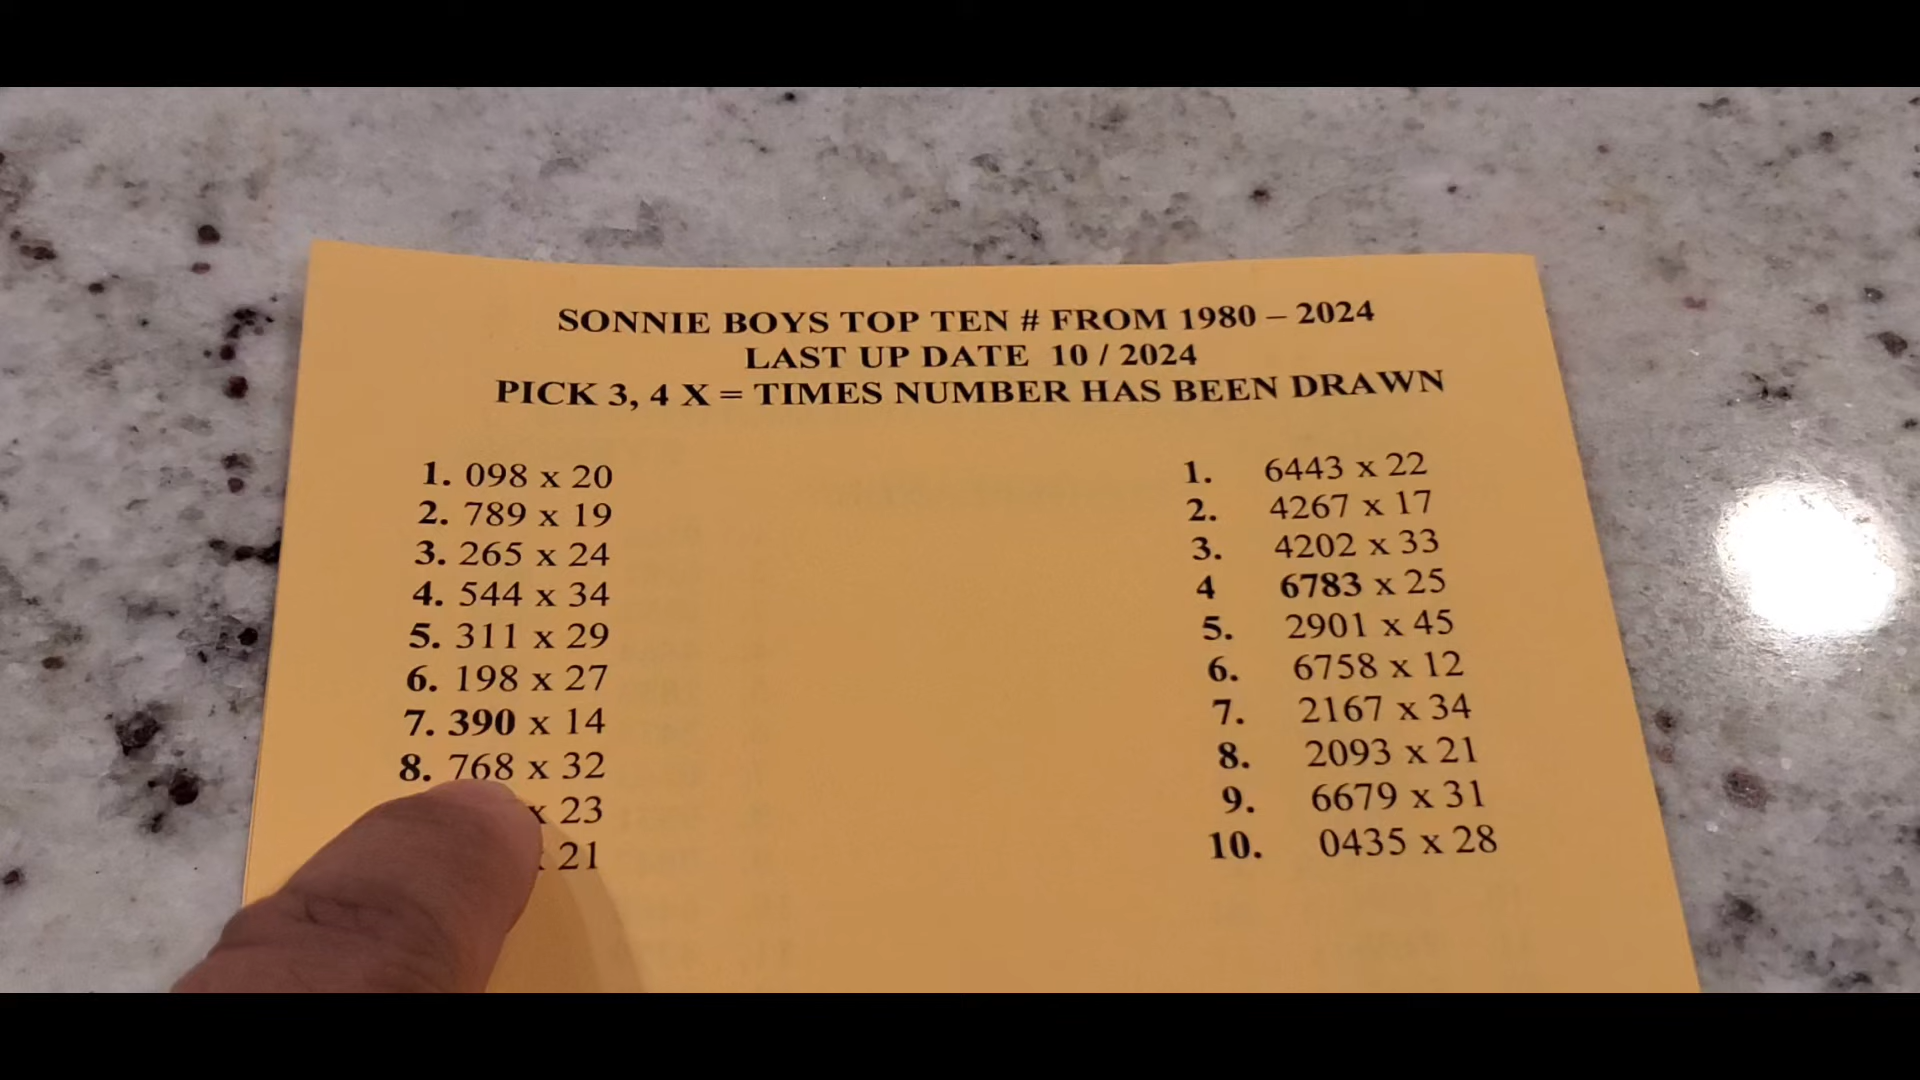 SONNIE BOYS TOP TEN # FROM 1980 – 2024
LAST UP DATE 10 / 2024
PICK 3, 4 X = TIMES NUMBER HAS BEEN DRAWN
1. 098 x 20
2. 789 x 19
3. 265 x 24
4. 544 x 34
5. 311 x 29
6. 198 x 27
7. 390 x 14
8. 768 x 32
x 23
21
1. 6443 x 22
2. 4267 x 17
3. 4202 x 33
4 6783 x 25
5. 2901 x 45
6. 6758 x 12
7. 2167 x 34
8. 2093 x 21
9. 6679 x 31
10. 0435 x 28